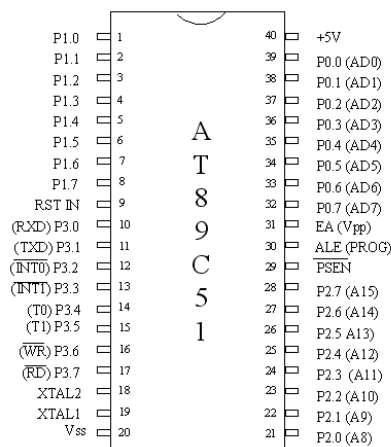 P1.0 1 40 +5V
P1.1 2 39 P0.0 (AD0)
P1.2 3 38 P0.1 (AD1)
P1.3 4 37 P0.2 (AD2)
P1.4 5 36 P0.3 (AD3)
P1.5 6 35 P0.4 (AD4)
P1.6 7 34 P0.5 (AD5)
P1.7 8 33 P0.6 (AD6)
RST IN 9 32 P0.7 (AD7)
(RXD) P3.0 10 31 EA (Vpp)
(TXD) P3.1 11 30 ALE (PROG)
(INT0) P3.2 12 29 PSEN
(INT1) P3.3 13 28 P2.7 (A15)
(T0) P3.4 14 27 P2.6 (A14)
(T1) P3.5 15 26 P2.5 A13)
(WR) P3.6 16 25 P2.4 (A12)
(RD) P3.7 17 24 P2.3 (A11)
XTAL2 18 23 P2.2 (A10)
XTAL1 19 22 P2.1 (A9)
Vss 20 21 P2.0 (A8)
AT89C51